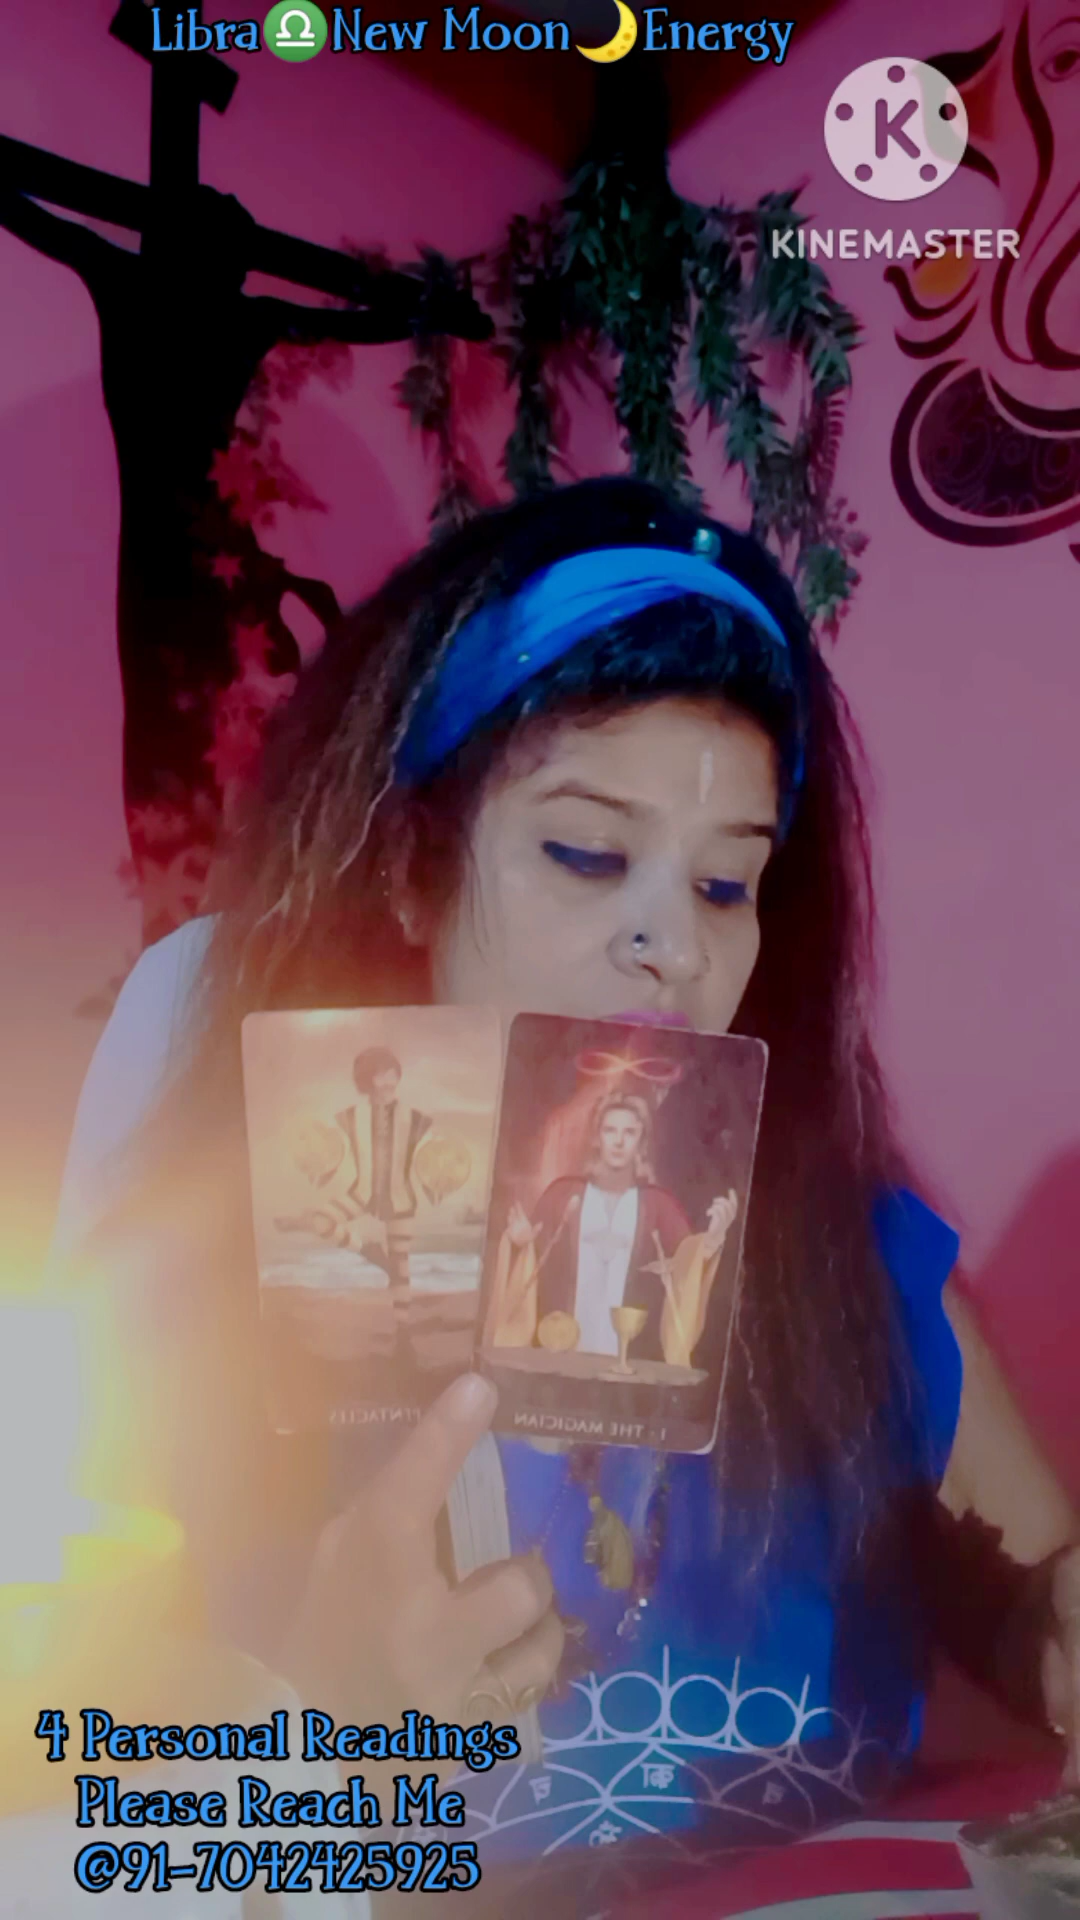 Libra♎New Moon🌙Energy
K
KINEMASTER
PENTACLES
I · THE MAGICIAN
कि
4 Personal Readings
Please Reach Me
@91-7042425925